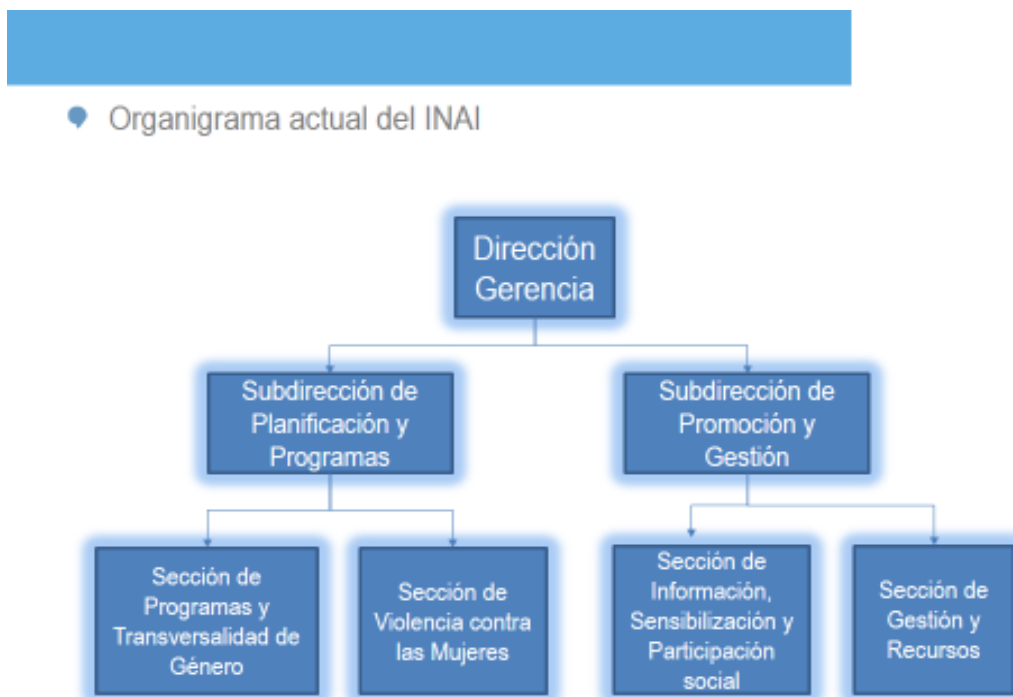 Organigrama actual del INAI
Dirección
Gerencia
Subdirección de
Planificación y
Programas
Subdirección de
Promoción y
Gestión
Sección de
Programas y
Transversalidad de
Género
Sección de
Violencia contra
las Mujeres
Sección de
Información,
Sensibilización y
Participación
social
Sección de
Gestión y
Recursos